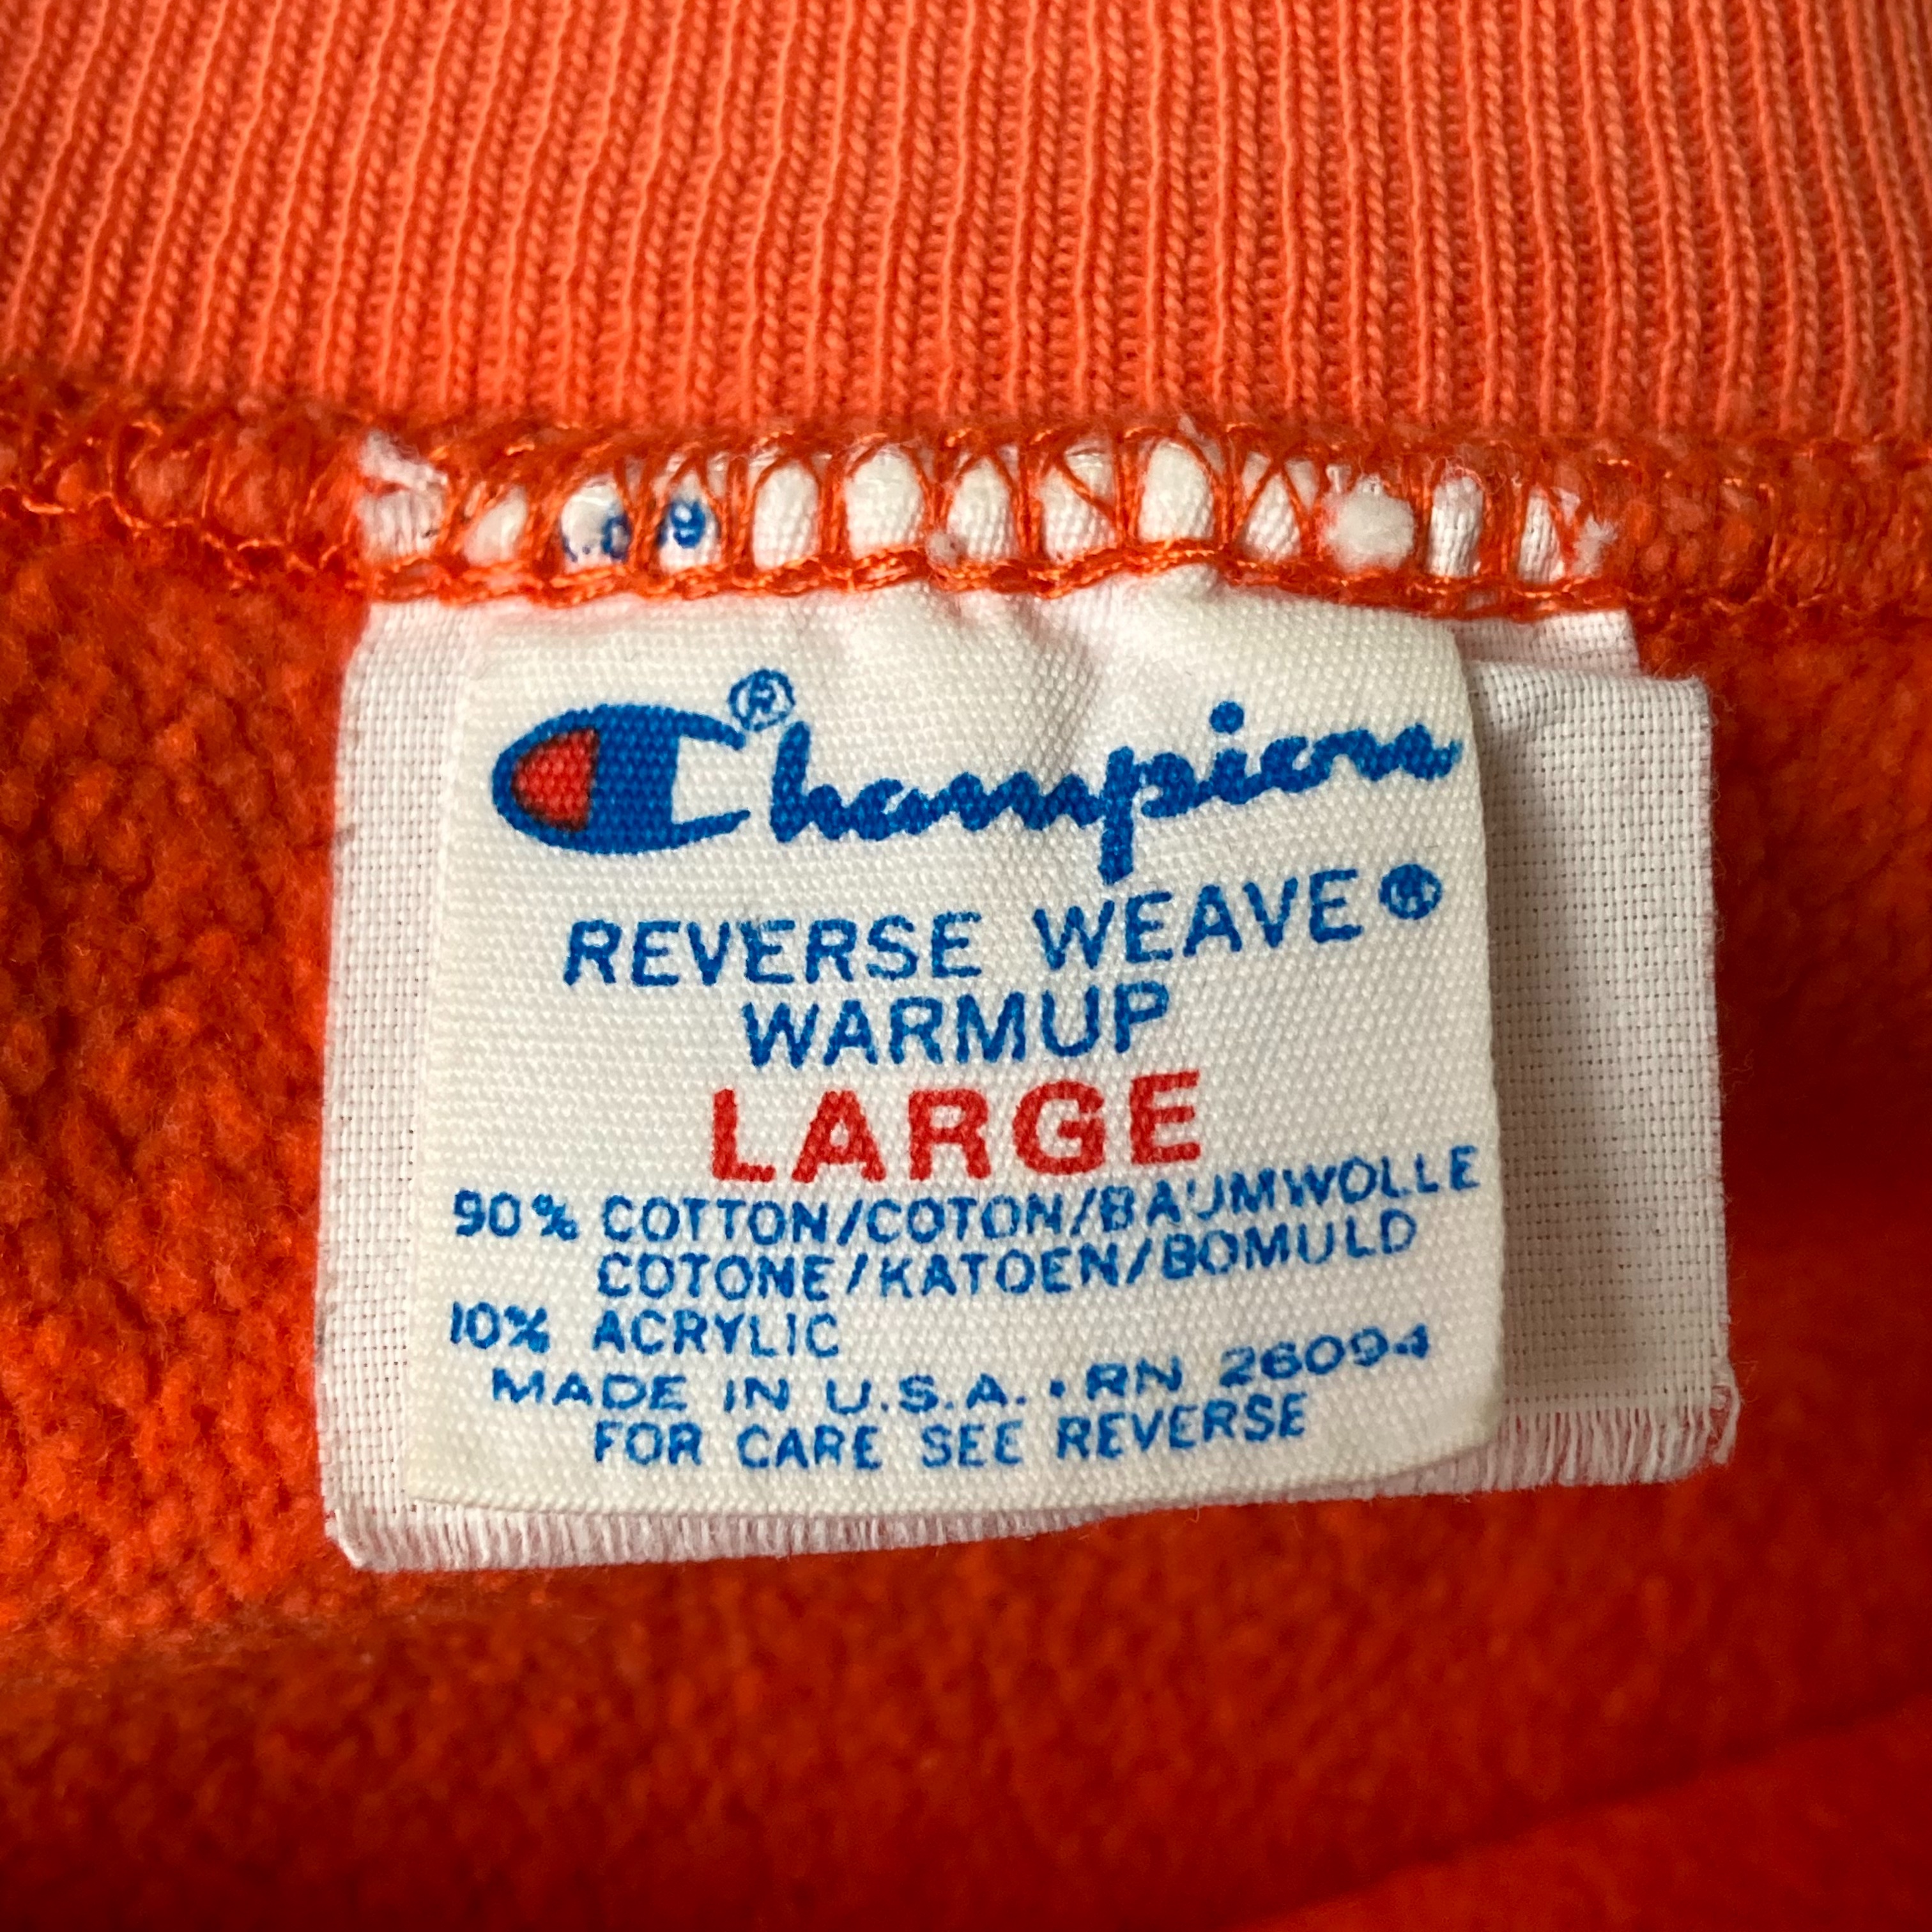 Champion®
REVERSE WEAVE®
WARMUP
LARGE
90% COTTON/COTON/BAUMWOLLE
COTONE/KATOEN/BOMULD
10% ACRYLIC
MADE IN U.S.A. • RN 26094
FOR CARE SEE REVERSE